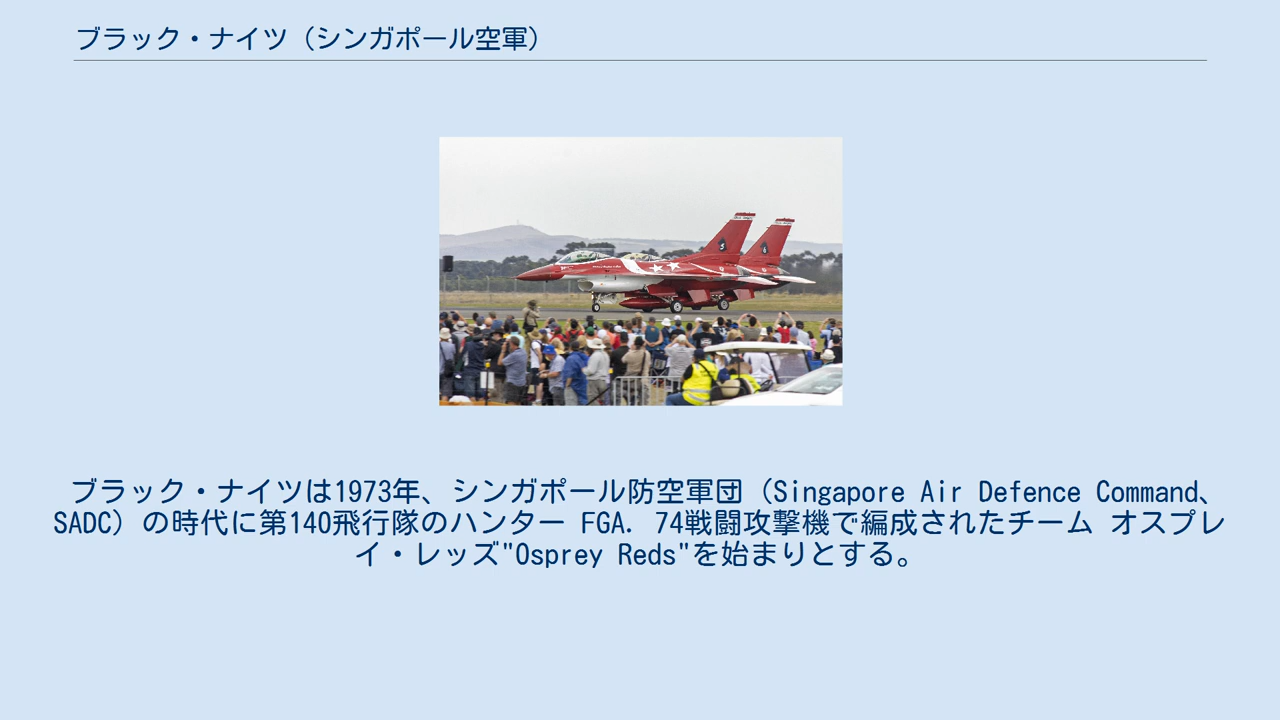 ブラック・ナイツ（シンガポール空軍）
ブラック・ナイツは1973年、シンガポール防空軍団（Singapore Air Defence Command、
SADC）の時代に第140飛行隊のハンター FGA. 74戦闘攻撃機で編成されたチーム オスプレ
イ・レッズ"Osprey Reds"を始まりとする。